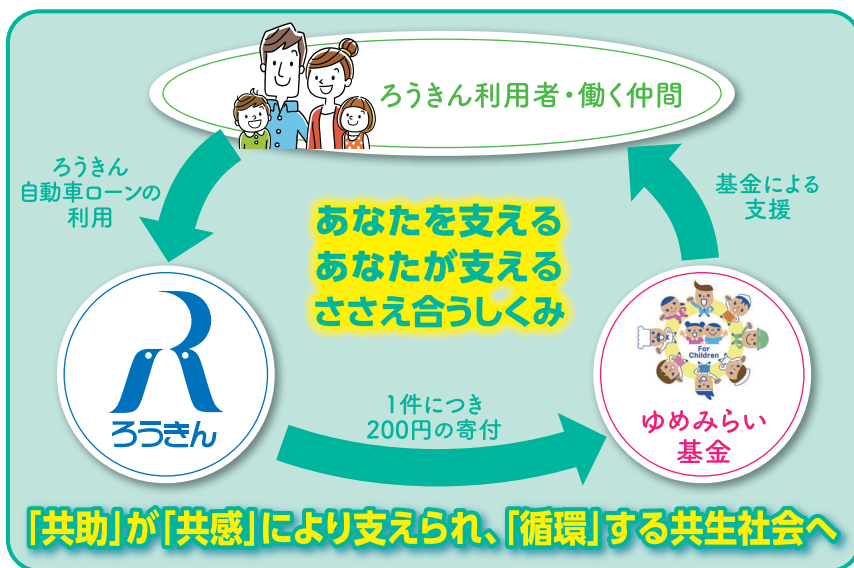 ろうきん利用者・働く仲間
ろうきん
自動車ローンの
利用
基金による
支援
あなたを支える
あなたが支える
ささえ合うしくみ
ろうきん
1件につき
200円の寄付
For
Children
ゆめみらい
基金
「共助」が「共感」により支えられ、「循環」する共生社会へ